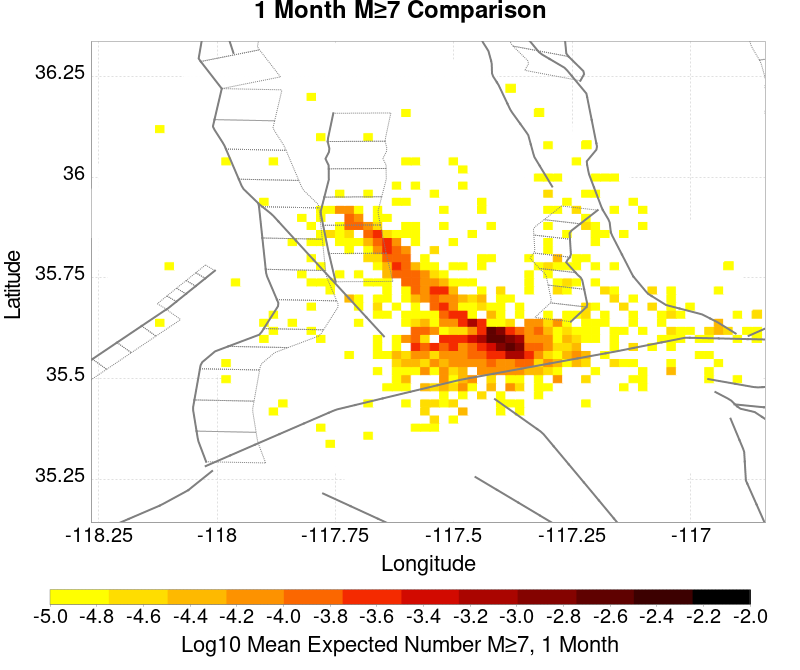 1 Month M≥7 Comparison
36.25
36
35.75
35.5
35.25
Latitude
-118.25 -118 -117.75 -117.5 -117.25 -117
Longitude
-5.0 -4.8 -4.6 -4.4 -4.2 -4.0 -3.8 -3.6 -3.4 -3.2 -3.0 -2.8 -2.6 -2.4 -2.2 -2.0
Log10 Mean Expected Number M≥7, 1 Month